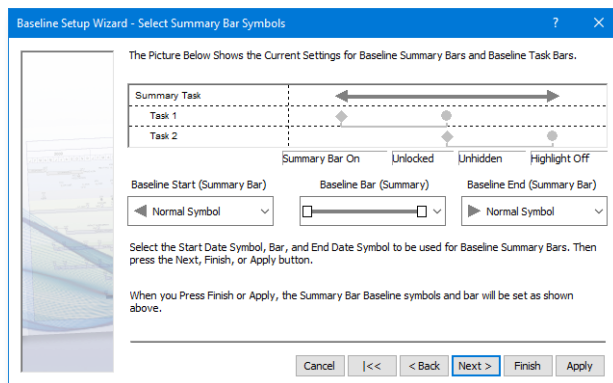 Baseline Setup Wizard - Select Summary Bar Symbols
?
The Picture Below Shows the Current Settings for Baseline Summary Bars and Baseline Task Bars.
Summary Task
Task 1
Task 2
Summary Bar On Unlocked Unhidden Highlight Off
Baseline Start (Summary Bar) Baseline Bar (Summary) Baseline End (Summary Bar)
Normal Symbol Normal Symbol
Select the Start Date Symbol, Bar, and End Date Symbol to be used for Baseline Summary Bars. Then
press the Next, Finish, or Apply button.
When you Press Finish or Apply, the Summary Bar Baseline symbols and bar will be set as shown
above.
Cancel |<< < Back Next > Finish Apply